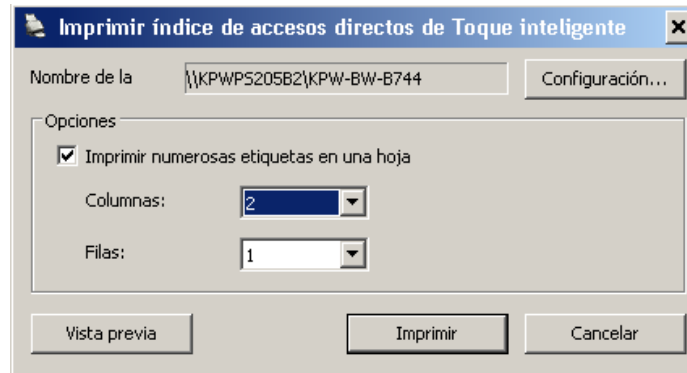 Imprimir índice de accesos directos de Toque inteligente
Nombre de la \\KPWPS205B2\KPW-BW-B744 Configuración...
Opciones
Imprimir numerosas etiquetas en una hoja
Columnas: 2
Filas: 1
Vista previa Imprimir Cancelar